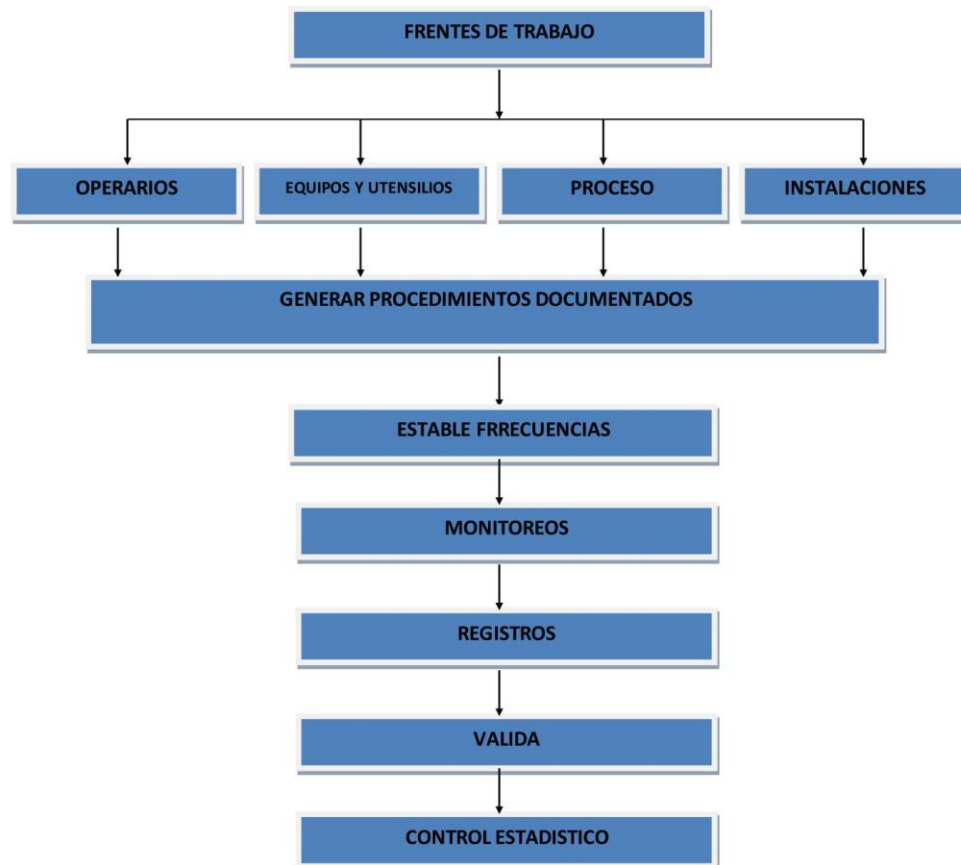 FRENTES DE TRABAJO
OPERARIOS
EQUIPOS Y UTENSILIOS
PROCESO
INSTALACIONES
GENERAR PROCEDIMIENTOS DOCUMENTADOS
ESTABLE FRRECUENCIAS
MONITOREOS
REGISTROS
VALIDA
CONTROL ESTADISTICO